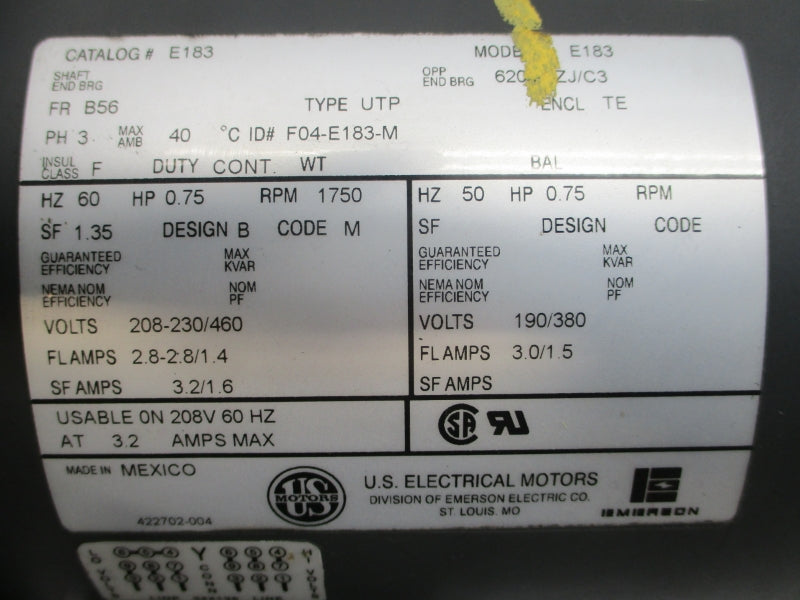 CATALOG # E183 MODE E183
SHAFT END BRG OPP END BRG 620 ZJ/C3
FR B56 TYPE UTP ENCL TE
PH 3 MAX AMB 40 °C ID# F04-E183-M
INSUL CLASS F DUTY CONT. WT BAL
HZ 60 HP 0.75 RPM 1750
SF 1.35 DESIGN B CODE M
GUARANTEED EFFICIENCY MAX KVAR
NEMA NOM EFFICIENCY NOM PF
VOLTS 208-230/460
FL AMPS 2.8-2.8/1.4
SF AMPS 3.2/1.6
HZ 50 HP 0.75 RPM
SF DESIGN CODE
GUARANTEED EFFICIENCY MAX KVAR
NEMA NOM EFFICIENCY NOM PF
VOLTS 190/380
FL AMPS 3.0/1.5
SF AMPS
USABLE ON 208V 60 HZ
AT 3.2 AMPS MAX
SA RU
MADE IN MEXICO
422702-004
US MOTORS
U.S. ELECTRICAL MOTORS
DIVISION OF EMERSON ELECTRIC CO.
ST. LOUIS. MO
EMERSON
Y